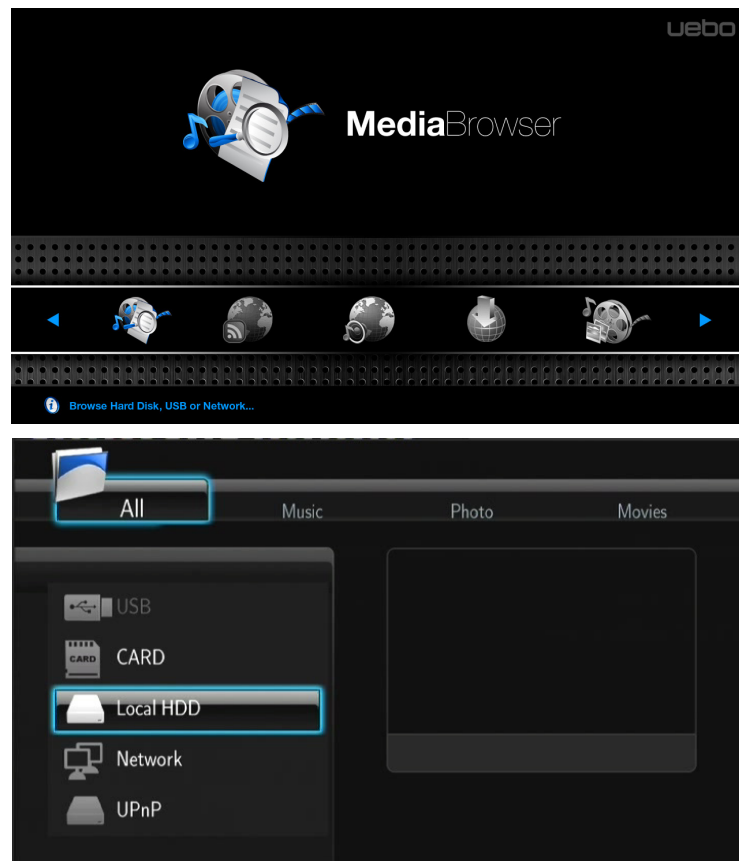 uebo
MediaBrowser
Browse Hard Disk, USB or Network...
All
Music
Photo
Movies
USB
CARD
CARD
Local HDD
Network
UPnP